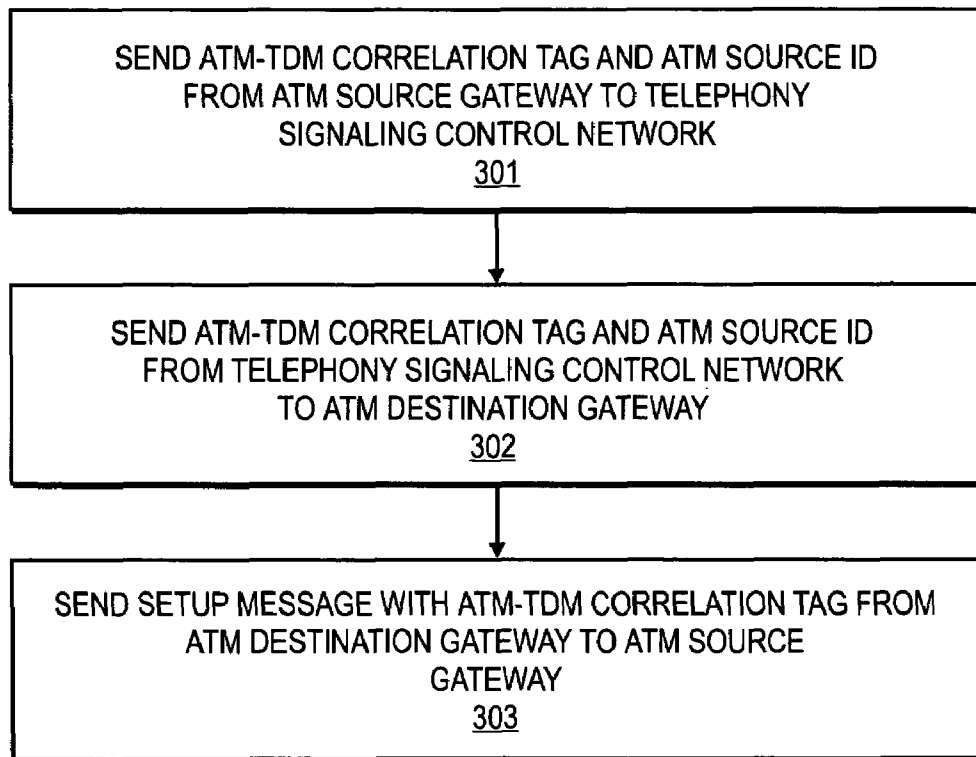 SEND ATM-TDM CORRELATION TAG AND ATM SOURCE ID
FROM ATM SOURCE GATEWAY TO TELEPHONY
SIGNALING CONTROL NETWORK
301
SEND ATM-TDM CORRELATION TAG AND ATM SOURCE ID
FROM TELEPHONY SIGNALING CONTROL NETWORK
TO ATM DESTINATION GATEWAY
302
SEND SETUP MESSAGE WITH ATM-TDM CORRELATION TAG FROM
ATM DESTINATION GATEWAY TO ATM SOURCE
GATEWAY
303